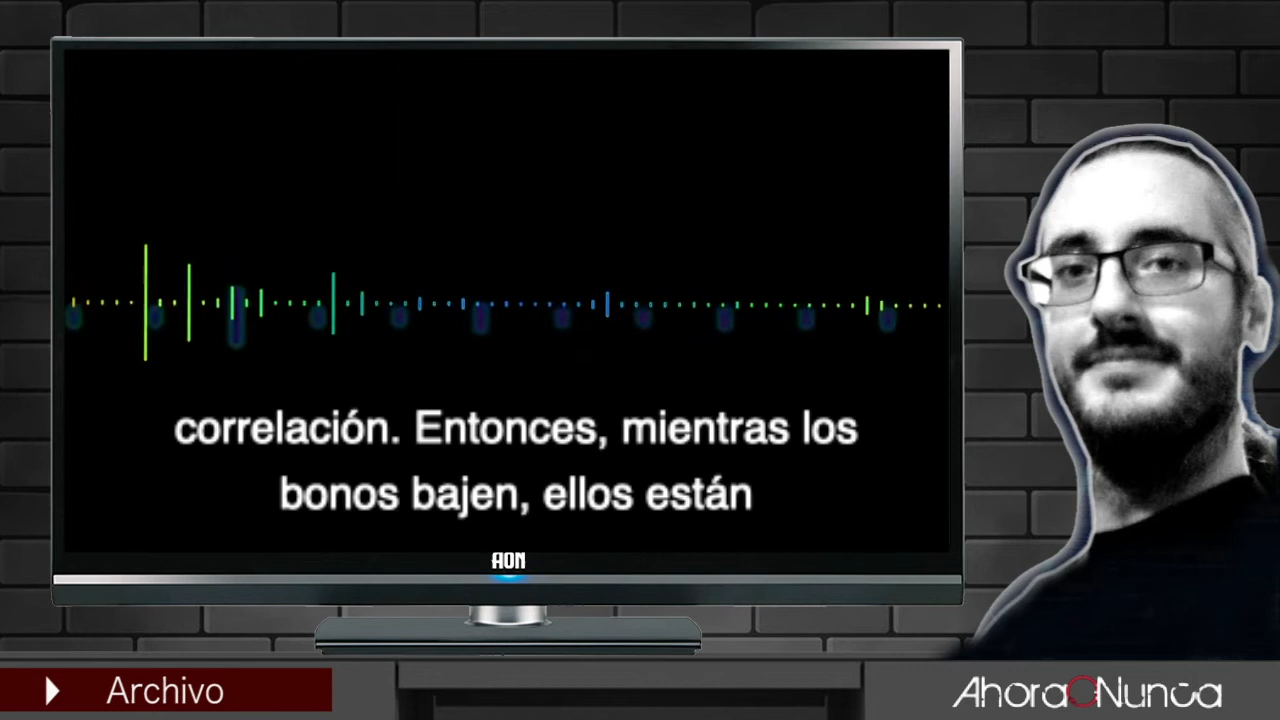 correlación. Entonces, mientras los
bonos bajen, ellos están
AON
Archivo
AhoraONunca